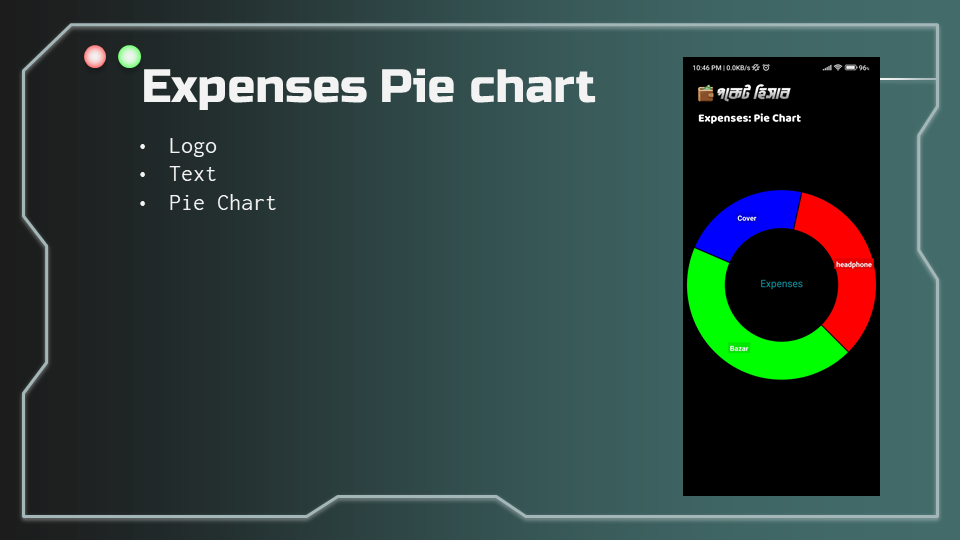 Expenses Pie chart
• Logo
• Text
• Pie Chart
10:46 PM | 0.0KB/s
96%
পকেট হিসাব
Expenses: Pie Chart
Cover
headphone
Expenses
Bazar